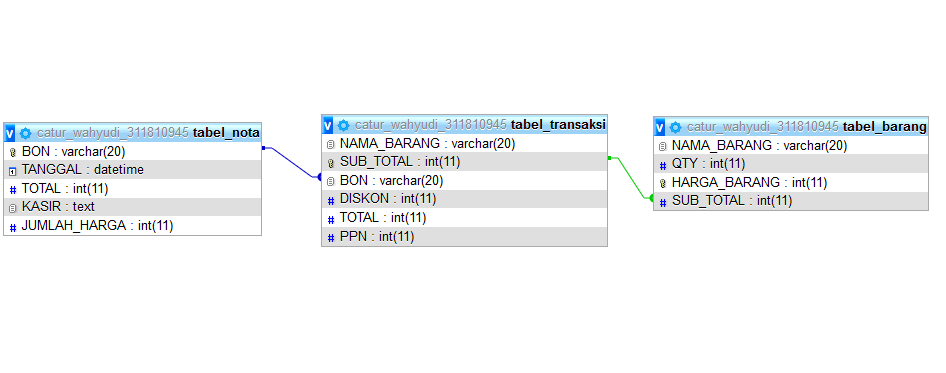 v catur_wahyudi_311810945 tabel_nota
BON : varchar(20)
TANGGAL : datetime
# TOTAL : int(11)
KASIR : text
# JUMLAH_HARGA : int(11)
v catur_wahyudi_311810945 tabel_transaksi
NAMA_BARANG : varchar(20)
SUB_TOTAL : int(11)
BON : varchar(20)
# DISKON : int(11)
# TOTAL : int(11)
# PPN : int(11)
v catur_wahyudi_311810945 tabel_barang
NAMA_BARANG : varchar(20)
# QTY : int(11)
HARGA_BARANG : int(11)
# SUB_TOTAL : int(11)